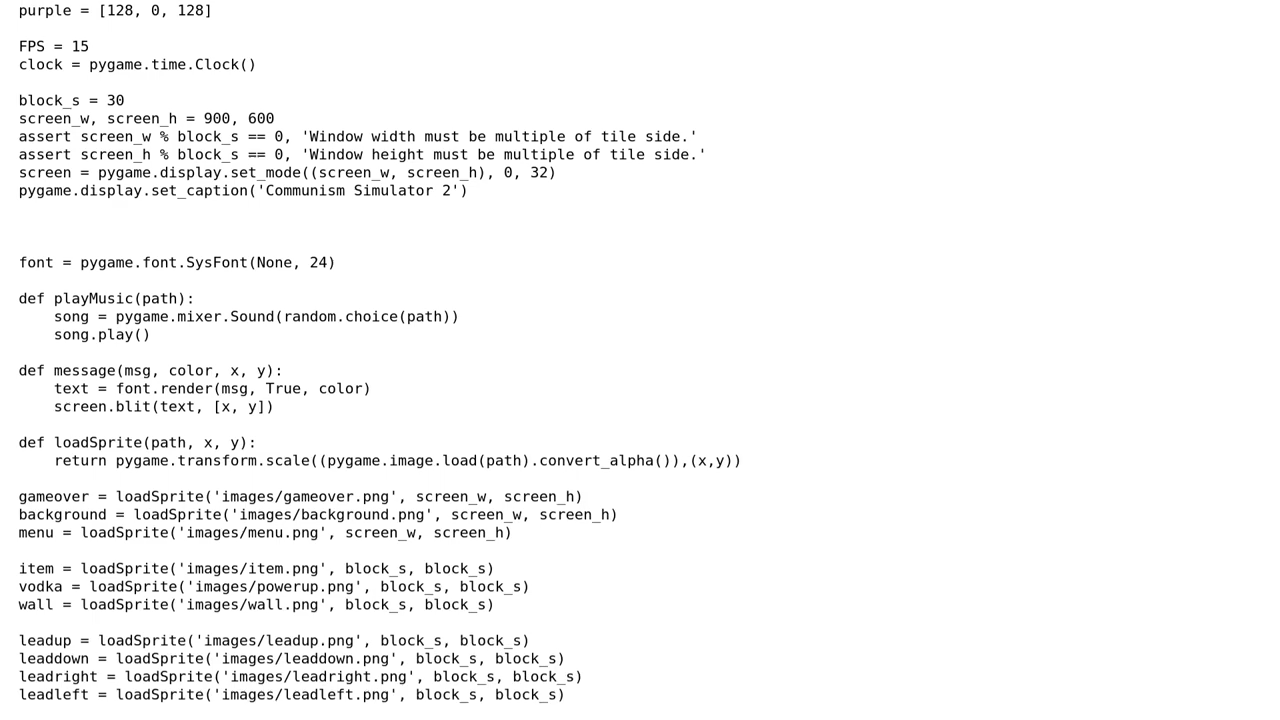 purple = [128, 0, 128]
FPS = 15
clock = pygame.time.Clock()
block_s = 30
screen_w, screen_h = 900, 600
assert screen_w % block_s == 0, 'Window width must be multiple of tile side.'
assert screen_h % block_s == 0, 'Window height must be multiple of tile side.'
screen = pygame.display.set_mode((screen_w, screen_h), 0, 32)
pygame.display.set_caption('Communism Simulator 2')
font = pygame.font.SysFont(None, 24)
def playMusic(path):
    song = pygame.mixer.Sound(random.choice(path))
    song.play()
def message(msg, color, x, y):
    text = font.render(msg, True, color)
    screen.blit(text, [x, y])
def loadSprite(path, x, y):
    return pygame.transform.scale((pygame.image.load(path).convert_alpha()),(x,y))
gameover = loadSprite('images/gameover.png', screen_w, screen_h)
background = loadSprite('images/background.png', screen_w, screen_h)
menu = loadSprite('images/menu.png', screen_w, screen_h)
item = loadSprite('images/item.png', block_s, block_s)
vodka = loadSprite('images/powerup.png', block_s, block_s)
wall = loadSprite('images/wall.png', block_s, block_s)
leadup = loadSprite('images/leadup.png', block_s, block_s)
leaddown = loadSprite('images/leaddown.png', block_s, block_s)
leadright = loadSprite('images/leadright.png', block_s, block_s)
leadleft = loadSprite('images/leadleft.png', block_s, block_s)